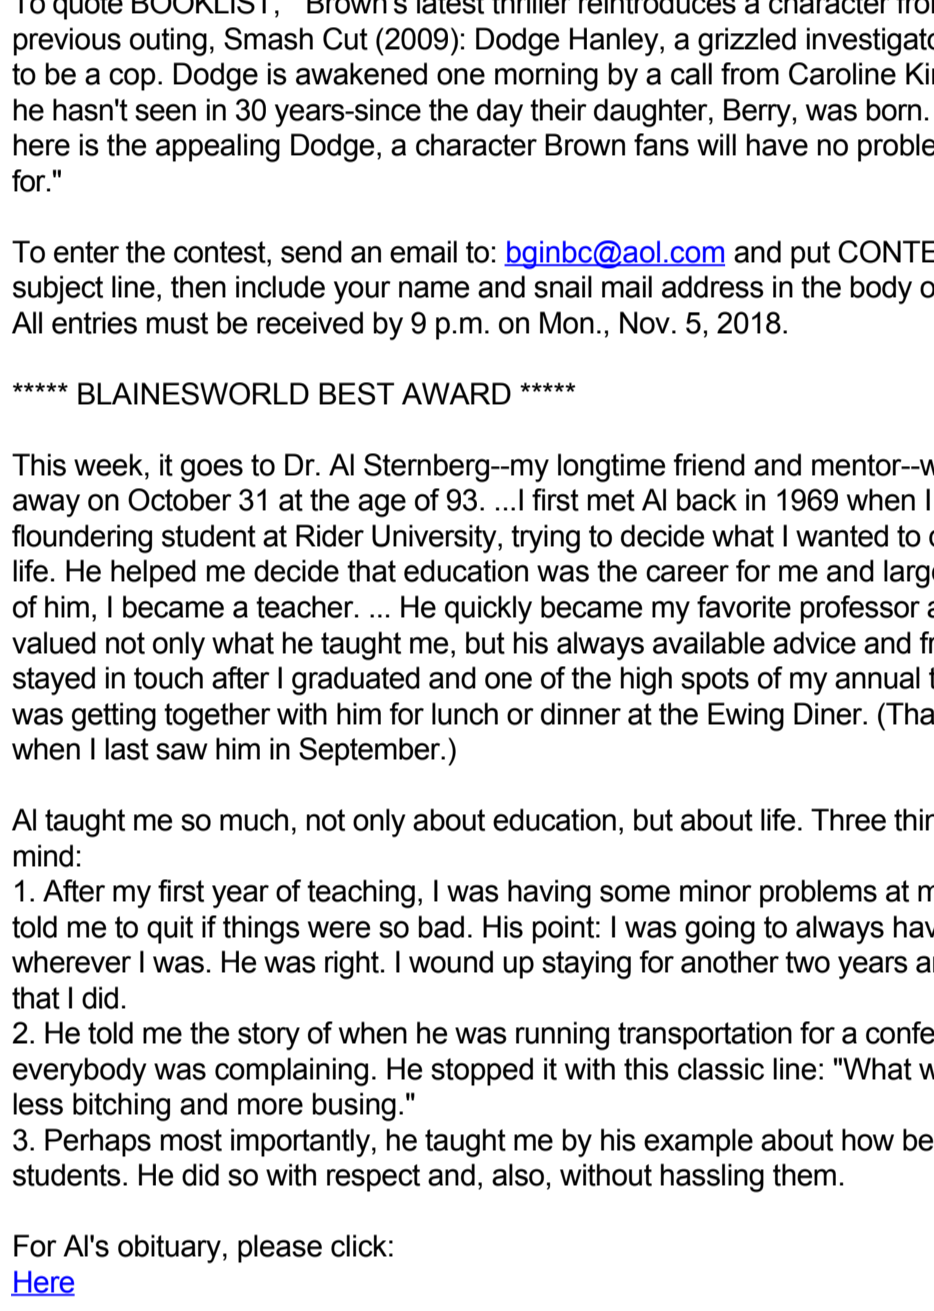 To quote BOOKLIST, "Brown's latest thriller reintroduces a character
previous outing, Smash Cut (2009): Dodge Hanley, a grizzled
to be a cop. Dodge is awakened one morning by a call from Caroline
he hasn't seen in 30 years-since the day their daughter, Berry, was born.
here is the appealing Dodge, a character Brown fans will have no
for."
To enter the contest, send an email to: bginbc@aol.com and put
subject line, then include your name and snail mail address in the body
All entries must be received by 9 p.m. on Mon., Nov. 5, 2018.
***** BLAINESWORLD BEST AWARD *****
This week, it goes to Dr. Al Sternberg--my longtime friend and mentor--
away on October 31 at the age of 93. ...I first met Al back in 1969 when I
floundering student at Rider University, trying to decide what I wanted to
life. He helped me decide that education was the career for me and
of him, I became a teacher. ... He quickly became my favorite professor
valued not only what he taught me, but his always available advice and
stayed in touch after I graduated and one of the high spots of my annual
was getting together with him for lunch or dinner at the Ewing Diner.
when I last saw him in September.)
Al taught me so much, not only about education, but about life. Three
mind:
1. After my first year of teaching, I was having some minor problems at
told me to quit if things were so bad. His point: I was going to always
wherever I was. He was right. I wound up staying for another two years
that I did.
2. He told me the story of when he was running transportation for a
everybody was complaining. He stopped it with this classic line: "What
less bitching and more busing."
3. Perhaps most importantly, he taught me by his example about how
students. He did so with respect and, also, without hassling them.
For Al's obituary, please click:
Here